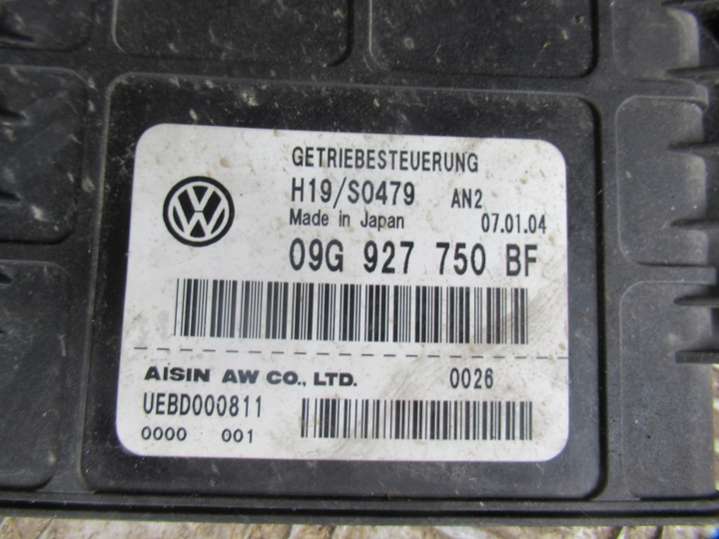 GETRIEBESTEUERUNG
H19/S0479 AN2
Made in Japan 07.01.04
09G 927 750 BF
AISIN AW CO., LTD. 0026
UEBD000811
0000 001